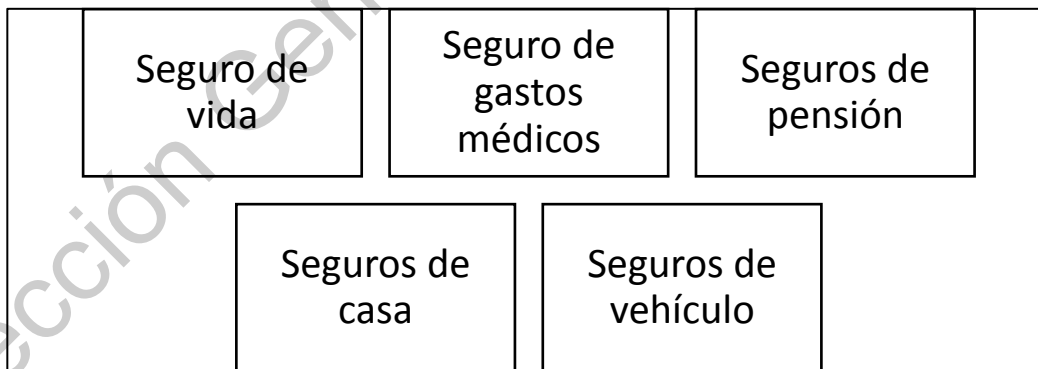 Seguro de
vida
Seguro de
gastos
médicos
Seguros de
pensión
Seguros de
casa
Seguros de
vehículo